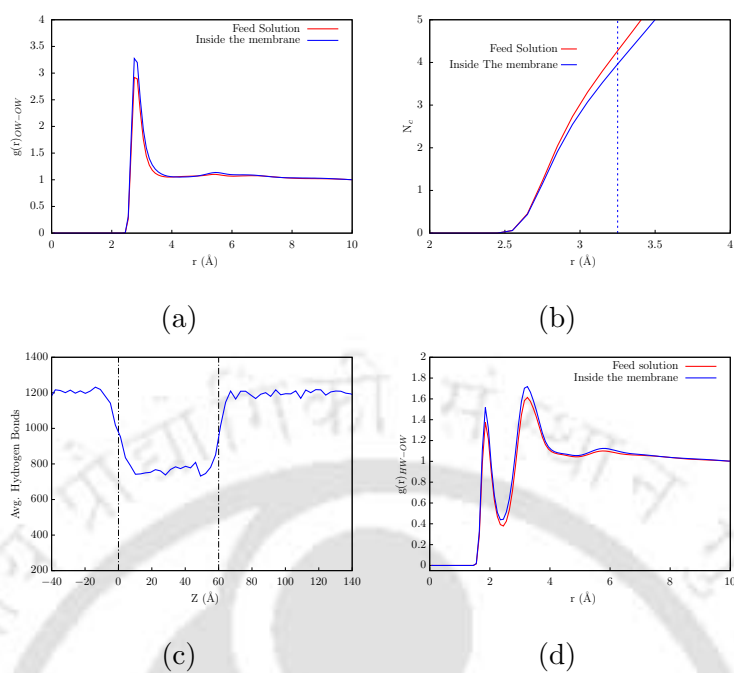 Feed Solution
Inside the membrane
g(r)OW−OW
4
3.5
3
2.5
2
1.5
1
0.5
0
0 2 4 6 8 10
r (Å)
(a)
Feed Solution
Inside The membrane
N_c
5
4
3
2
1
0
2 2.5 3 3.5 4
r (Å)
(b)
Avg. Hydrogen Bonds
1400
1200
1000
800
600
400
200
−40 −20 0 20 40 60 80 100 120 140
Z (Å)
(c)
Feed solution
Inside the membrane
g(r)HW−OW
2
1.8
1.6
1.4
1.2
1
0.8
0.6
0.4
0.2
0
0 2 4 6 8 10
r (Å)
(d)